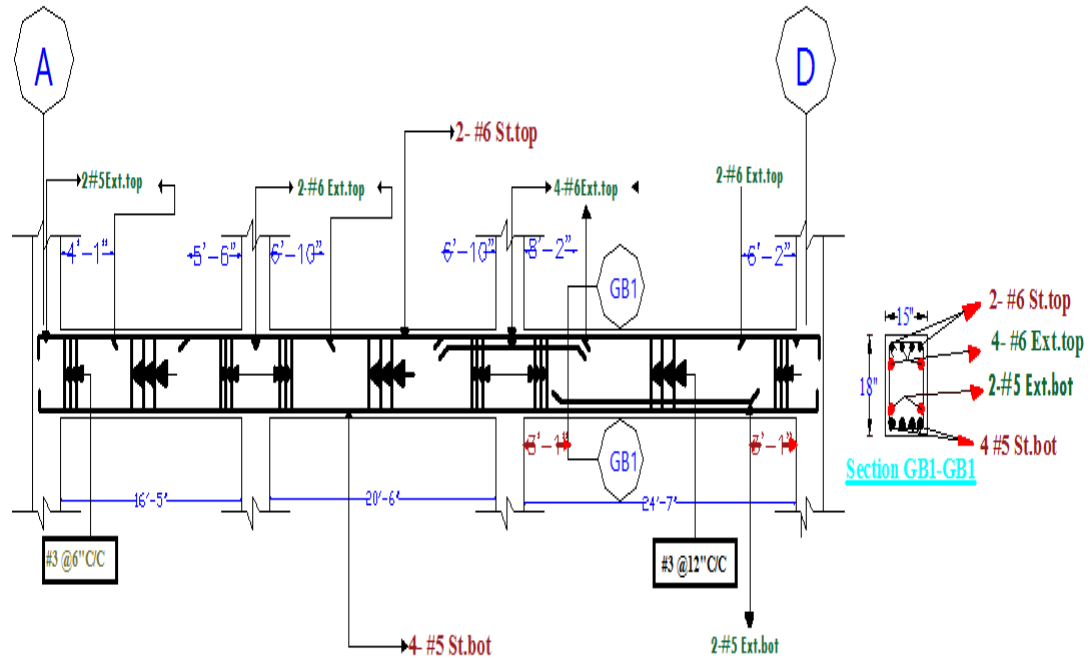 A
D
2- #6 St.top
2#5Ext.top
2-#6 Ext.top
4-#6Ext.top
2-#6 Ext.top
4'-1"
5'-6"
6'-10"
6'-10"
8'-2"
6'-2"
GB1
2- #6 St.top
15"
4- #6 Ext.top
18"
2-#5 Ext.bot
4 #5 St.bot
Section GB1-GB1
3'-1"
3'-1"
GB1
16'-5"
20'-6"
24'-7"
#3 @6"C/C
#3 @12"C/C
4- #5 St.bot
2-#5 Ext.bot